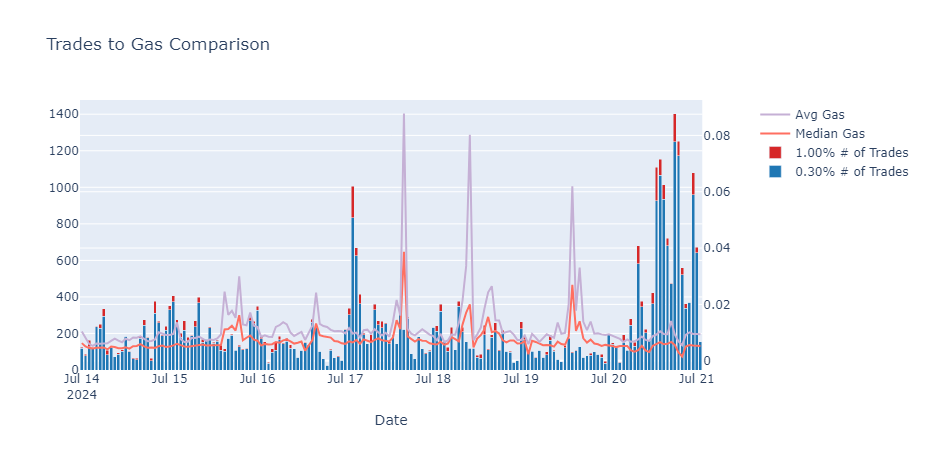 Trades to Gas Comparison
1400
1200
1000
800
600
400
200
0
0.08
0.06
0.04
0.02
0
Jul 14
2024
Jul 15
Jul 16
Jul 17
Jul 18
Jul 19
Jul 20
Jul 21
Date
Avg Gas
Median Gas
1.00% # of Trades
0.30% # of Trades